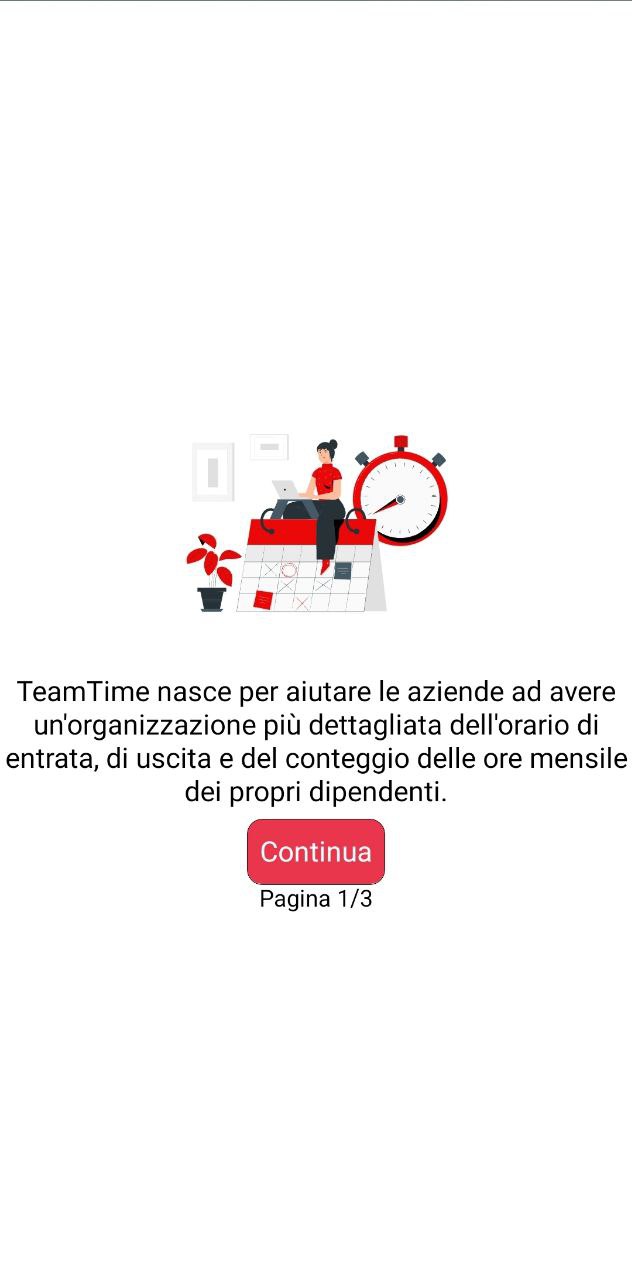 TeamTime nasce per aiutare le aziende ad avere
un'organizzazione più dettagliata dell'orario di
entrata, di uscita e del conteggio delle ore mensile
dei propri dipendenti.
Continua
Pagina 1/3